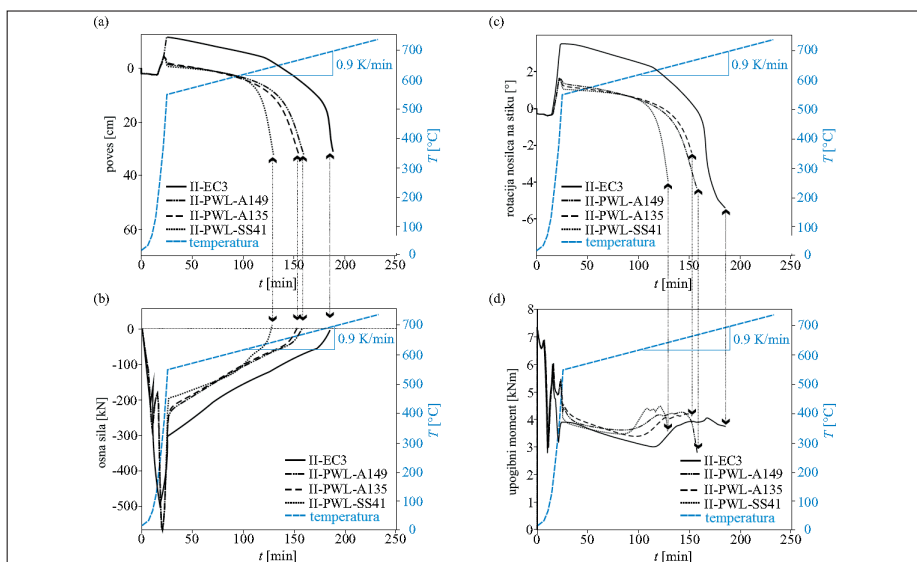 (a)
0
20
40
60
poves [cm]
0.9 K/min
700
600
500
400
300
200
100
0
T [°C]
II-EC3
II-PWL-A149
II-PWL-A135
II-PWL-SS41
temperatura
0 50 100 150 200 250
t [min]
(c)
2
0
-2
-4
-6
rotacija nosilca na stiku [°]
0.9 K/min
700
600
500
400
300
200
100
0
T [°C]
II-EC3
II-PWL-A149
II-PWL-A135
II-PWL-SS41
temperatura
0 50 100 150 200 250
t [min]
(b)
0
-100
-200
-300
-400
-500
osna sila [kN]
0.9 K/min
700
600
500
400
300
200
100
0
T [°C]
II-EC3
II-PWL-A149
II-PWL-A135
II-PWL-SS41
temperatura
0 50 100 150 200 250
t [min]
(d)
8
7
6
5
4
3
2
1
0
upogibni moment [kNm]
0.9 K/min
700
600
500
400
300
200
100
0
T [°C]
II-EC3
II-PWL-A149
II-PWL-A135
II-PWL-SS41
temperatura
0 50 100 150 200 250
t [min]